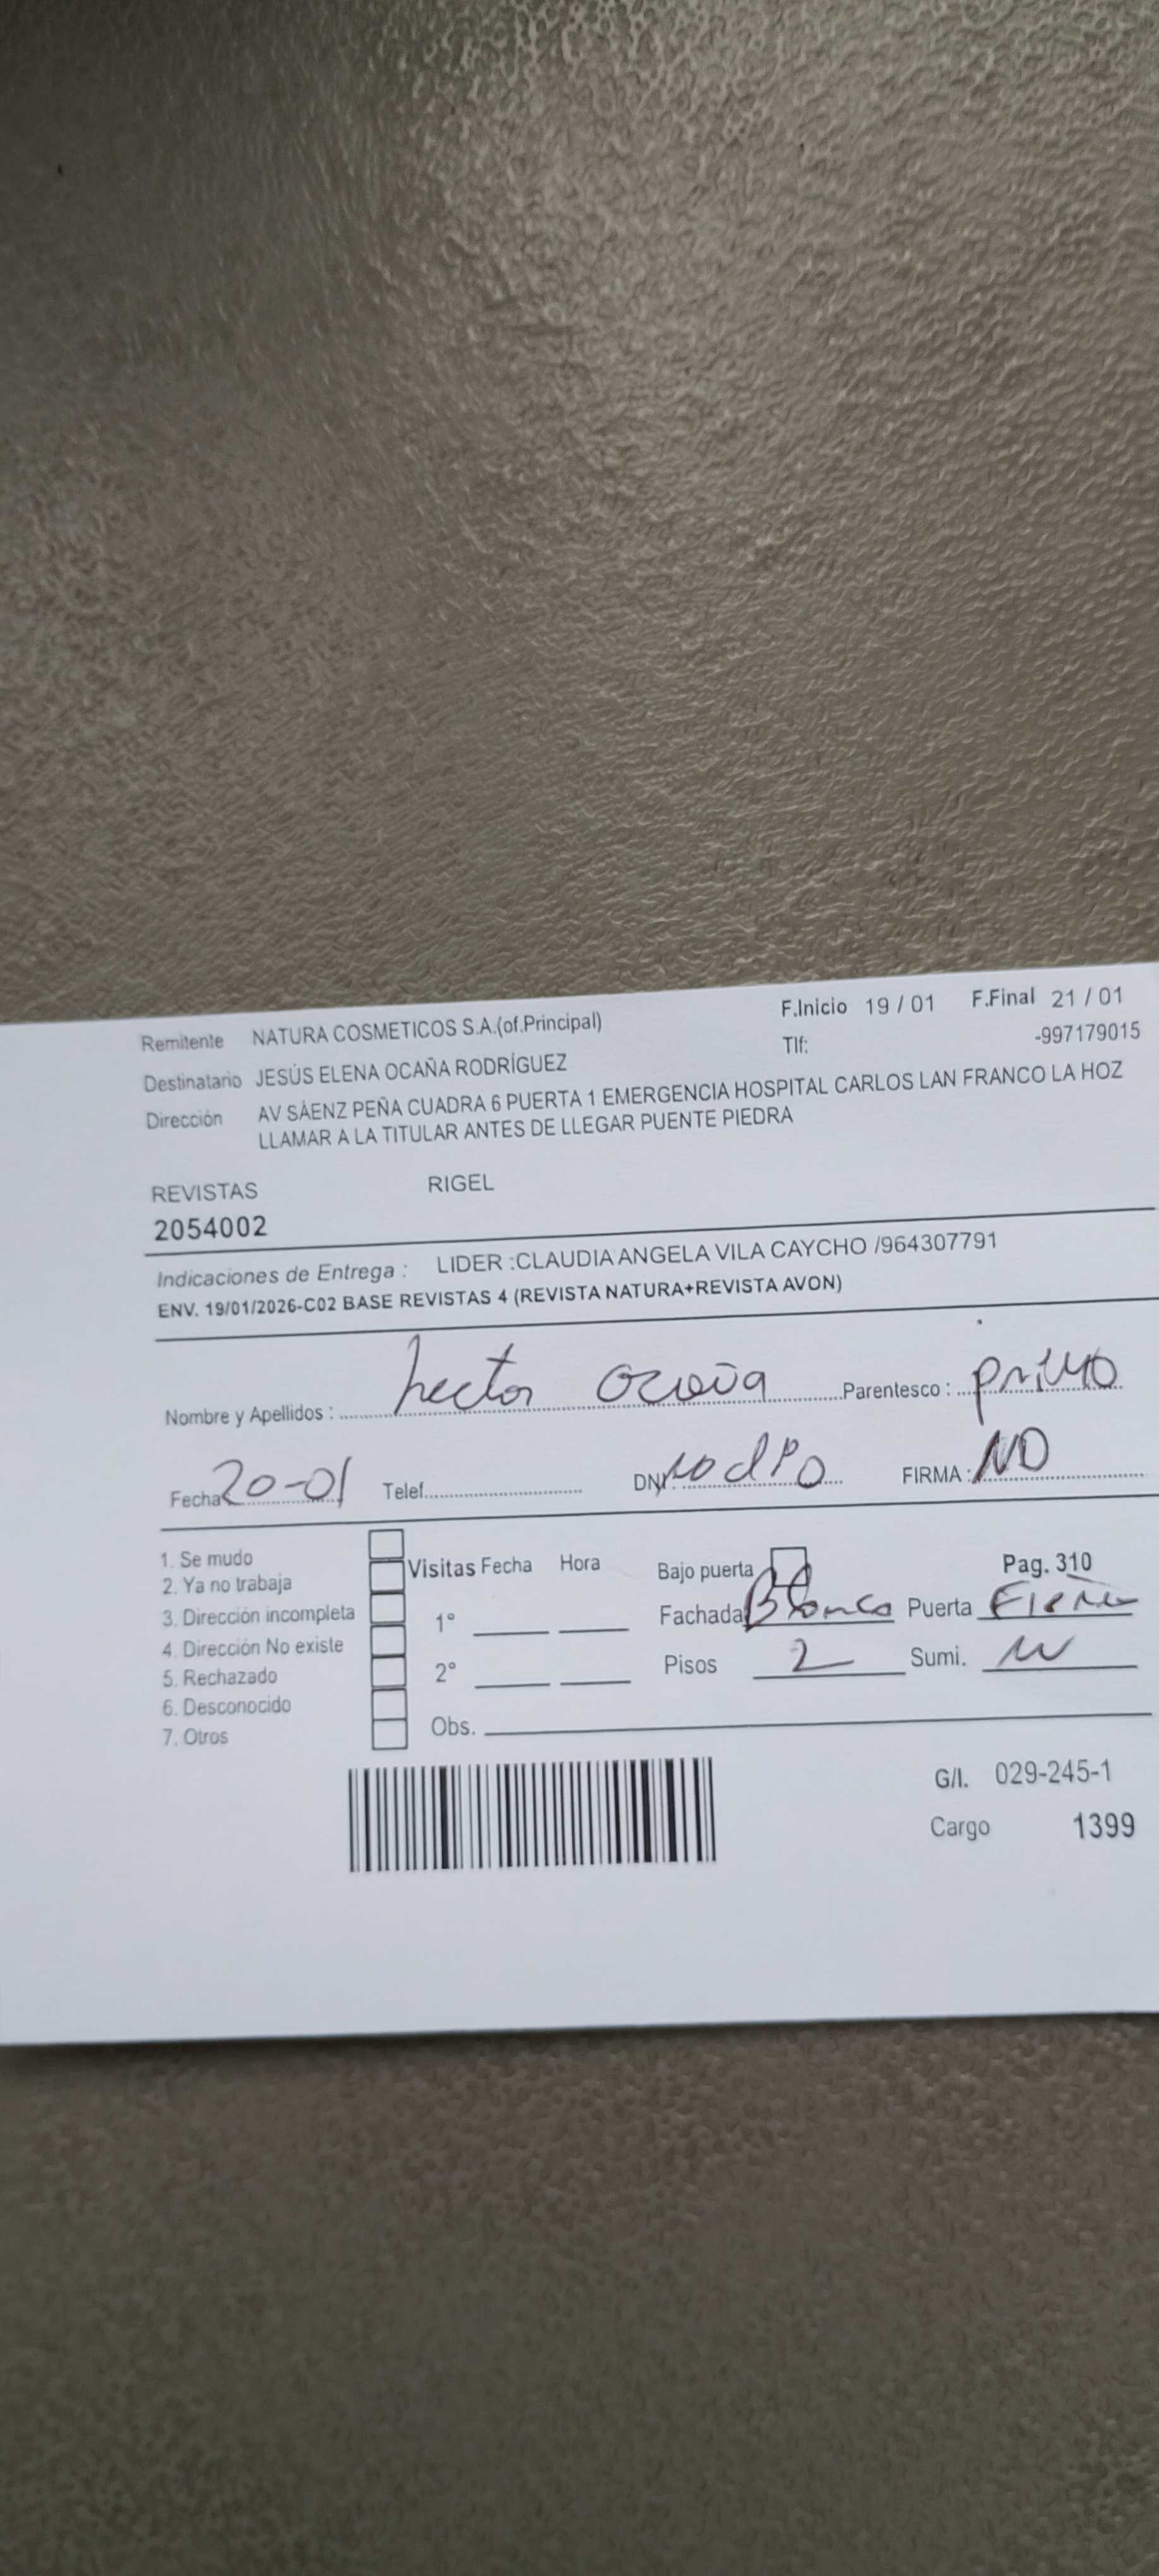 Remitente NATURA COSMETICOS S.A.(of.Principal) F.Inicio 19 / 01 F.Final 21 / 01
Destinatario JESÚS ELENA OCAÑA RODRÍGUEZ Tlf: -997179015
Dirección AV SÁENZ PEÑA CUADRA 6 PUERTA 1 EMERGENCIA HOSPITAL CARLOS LAN FRANCO LA HOZ
LLAMAR A LA TITULAR ANTES DE LLEGAR PUENTE PIEDRA
REVISTAS RIGEL
2054002
Indicaciones de Entrega : LIDER :CLAUDIA ANGELA VILA CAYCHO /964307791
ENV. 19/01/2026-C02 BASE REVISTAS 4 (REVISTA NATURA+REVISTA AVON)
Nombre y Apellidos : hector ocaña Parentesco : primo
Fecha 20-01 Telef. DNI: FIRMA : NO
1. Se mudo
2. Ya no trabaja
3. Dirección incompleta
4. Dirección No existe
5. Rechazado
6. Desconocido
7. Otros
Visitas Fecha Hora Bajo puerta Pag. 310
1° Fachada Blanco Puerta
2° Pisos 2 Sumi.
Obs.
G/I. 029-245-1
Cargo 1399